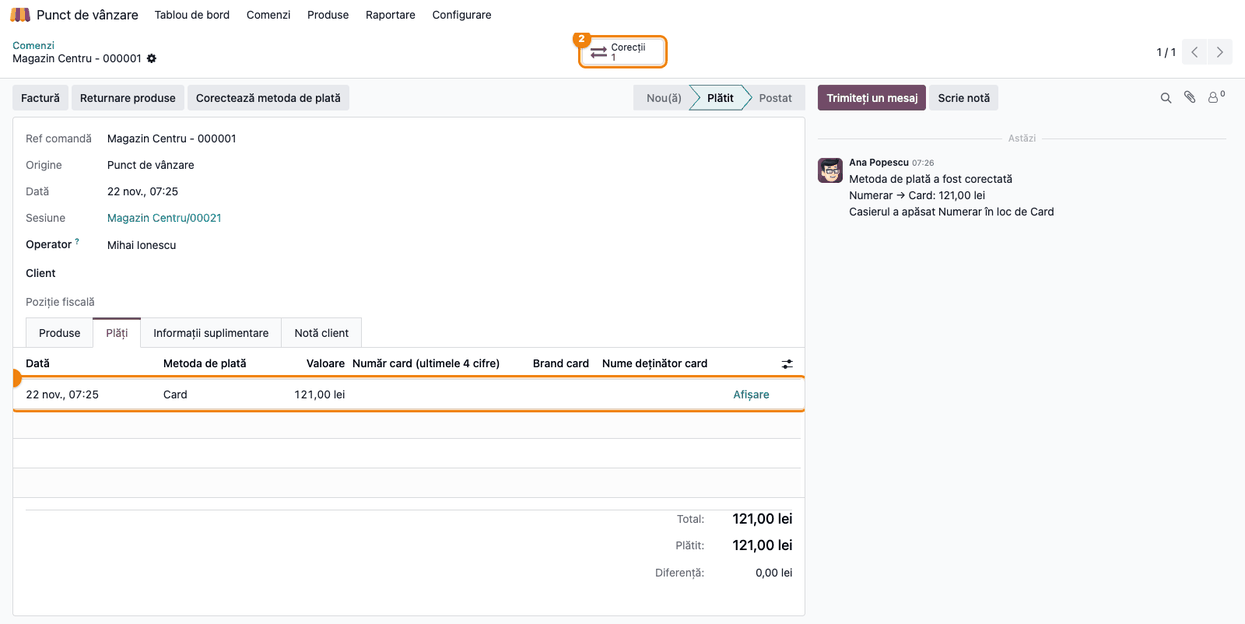 Punct de vânzare Tablou de bord Comenzi Produse Raportare Configurare
Comenzi
Magazin Centru - 000001
2
Corecții
1
1 / 1
Factură Returnare produse Corectează metoda de plată
Nou(ă) Plătit Postat
Trimiteți un mesaj Scrie notă
0
Ref comandă Magazin Centru - 000001
Origine Punct de vânzare
Dată 22 nov., 07:25
Sesiune Magazin Centru/00021
Operator ? Mihai Ionescu
Client
Poziție fiscală
Produse Plăți Informații suplimentare Notă client
Dată Metoda de plată Valoare Număr card (ultimele 4 cifre) Brand card Nume deținător card
22 nov., 07:25 Card 121,00 lei Afișare
Total: 121,00 lei
Plătit: 121,00 lei
Diferență: 0,00 lei
Astăzi
Ana Popescu 07:26
Metoda de plată a fost corectată
Numerar → Card: 121,00 lei
Casierul a apăsat Numerar în loc de Card